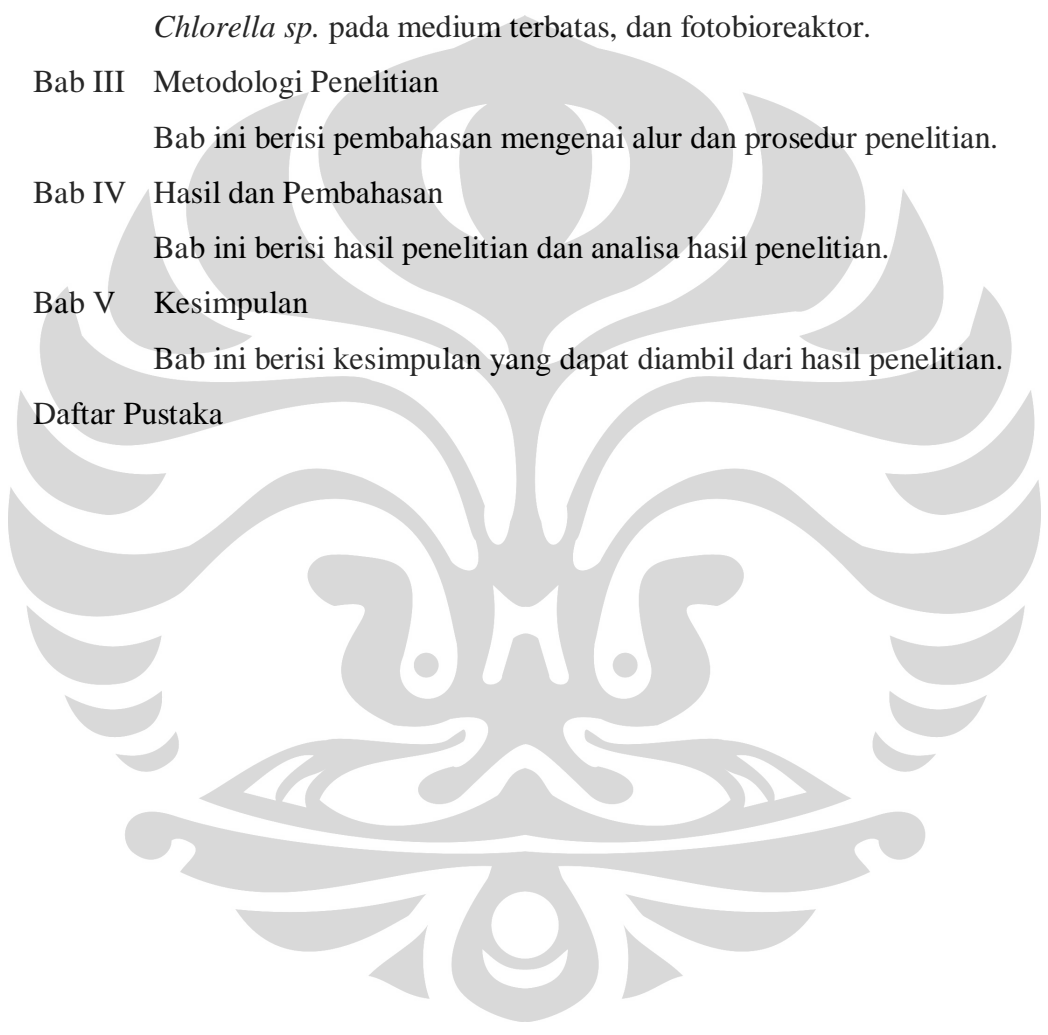 Chlorella sp. pada medium terbatas, dan fotobioreaktor.
Bab III Metodologi Penelitian
Bab ini berisi pembahasan mengenai alur dan prosedur penelitian.
Bab IV Hasil dan Pembahasan
Bab ini berisi hasil penelitian dan analisa hasil penelitian.
Bab V Kesimpulan
Bab ini berisi kesimpulan yang dapat diambil dari hasil penelitian.
Daftar Pustaka